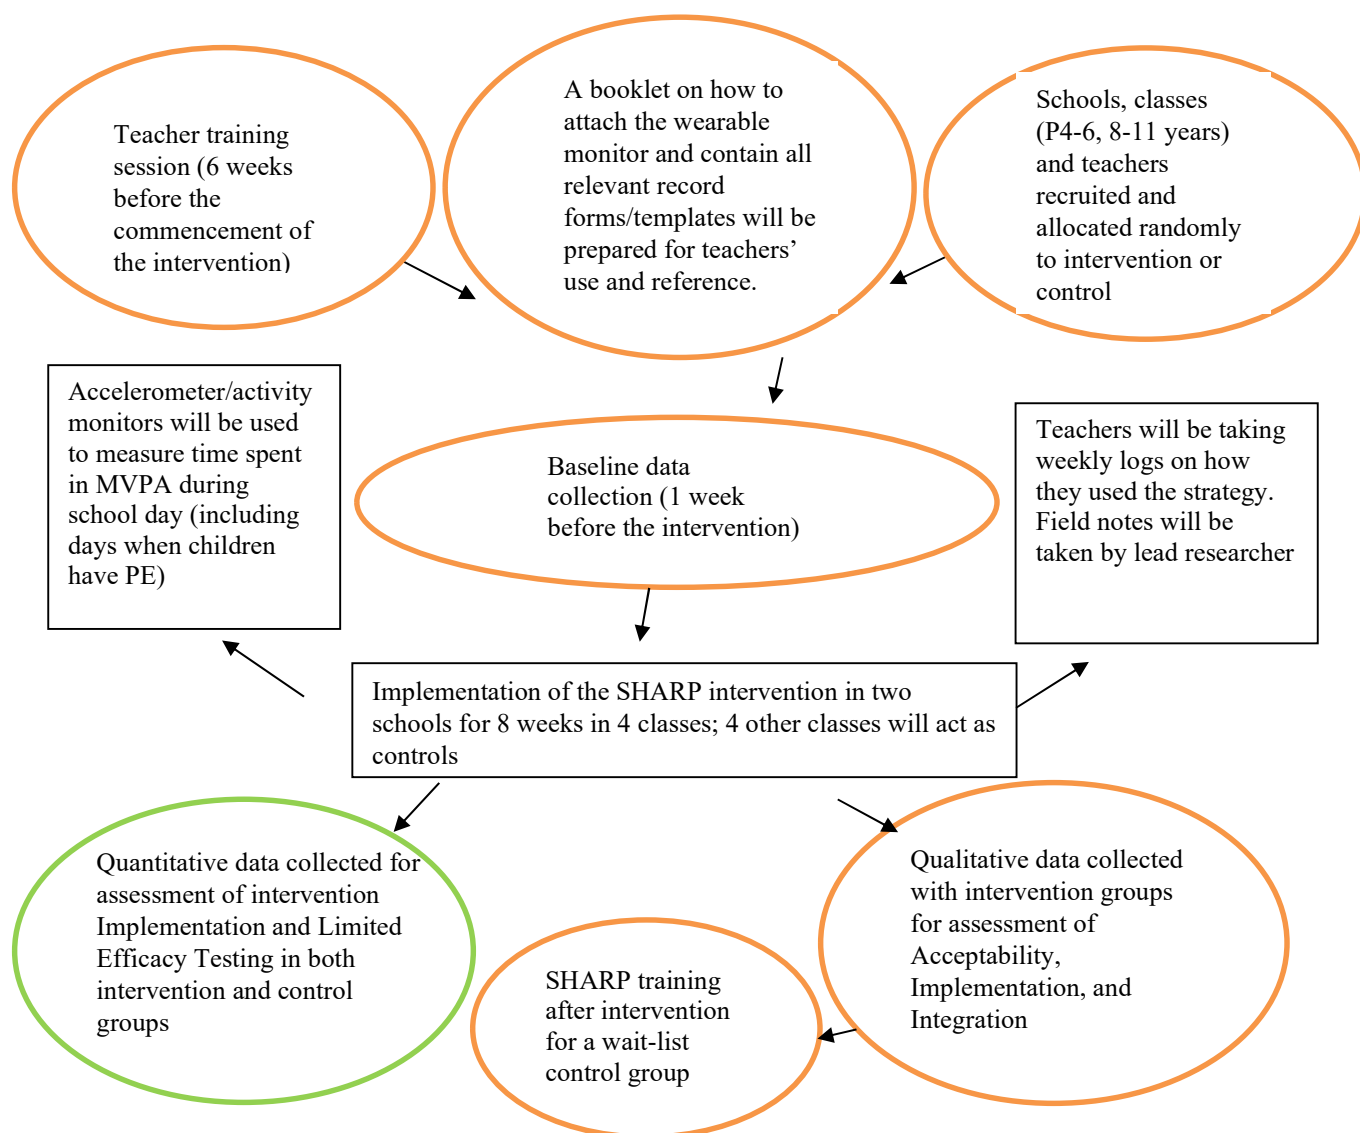 Teacher training
session (6 weeks
before the
commencement of
the intervention)
A booklet on how to
attach the wearable
monitor and contain all
relevant record
forms/templates will be
prepared for teachers’
use and reference.
Schools, classes
(P4-6, 8-11 years)
and teachers
recruited and
allocated randomly
to intervention or
control
Accelerometer/activity
monitors will be used
to measure time spent
in MVPA during
school day (including
days when children
have PE)
Baseline data
collection (1 week
before the intervention)
Teachers will be taking
weekly logs on how
they used the strategy.
Field notes will be
taken by lead researcher
Implementation of the SHARP intervention in two
schools for 8 weeks in 4 classes; 4 other classes will act as
controls
Quantitative data collected for
assessment of intervention
Implementation and Limited
Efficacy Testing in both
intervention and control
groups
SHARP training
after intervention
for a wait-list
control group
Qualitative data collected
with intervention groups
for assessment of
Acceptability,
Implementation, and
Integration